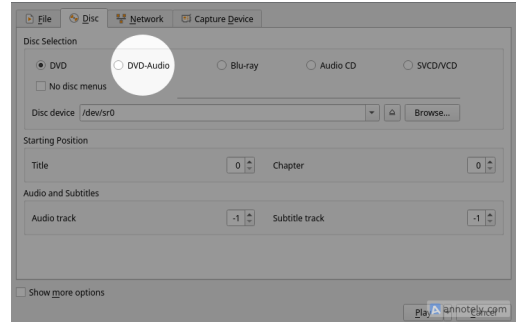 File Disc Network Capture Device
Disc Selection
DVD DVD-Audio Blu-ray Audio CD SVCD/VCD
No disc menus
Disc device /dev/sr0 Browse...
Starting Position
Title 0 Chapter 0
Audio and Subtitles
Audio track -1 Subtitle track -1
Show more options
Play Cancel
annotely.com